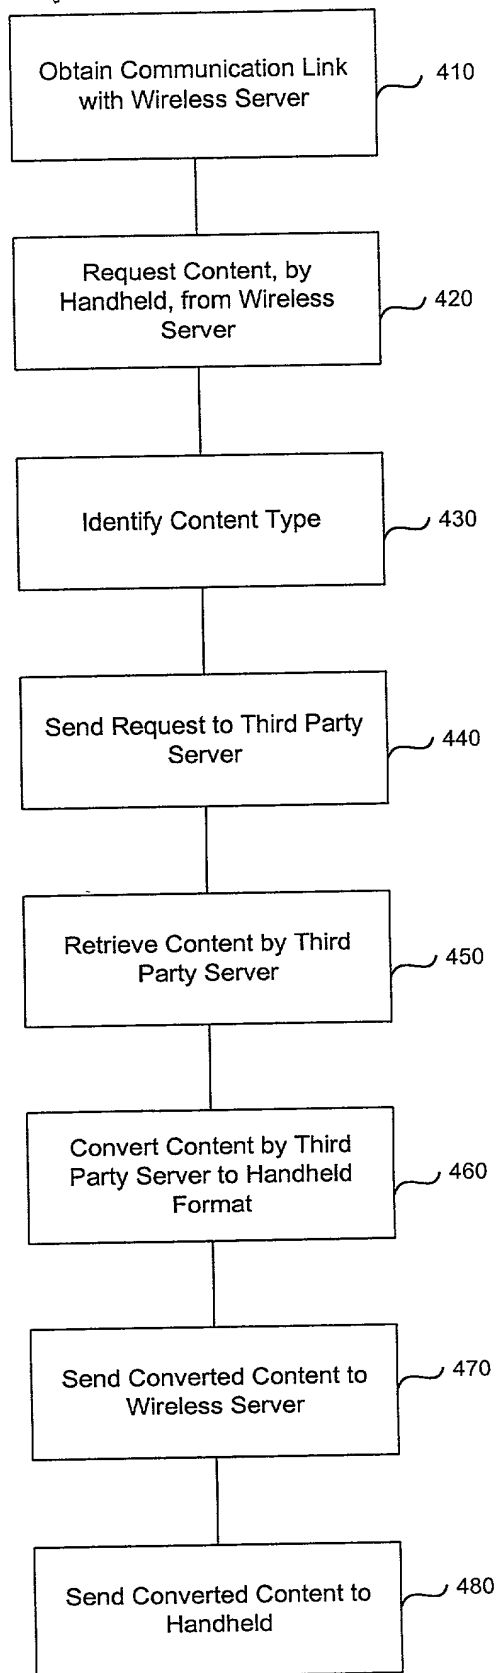 Obtain Communication Link
with Wireless Server
410
Request Content, by
Handheld, from Wireless
Server
420
Identify Content Type
430
Send Request to Third Party
Server
440
Retrieve Content by Third
Party Server
450
Convert Content by Third
Party Server to Handheld
Format
460
Send Converted Content to
Wireless Server
470
Send Converted Content to
Handheld
480